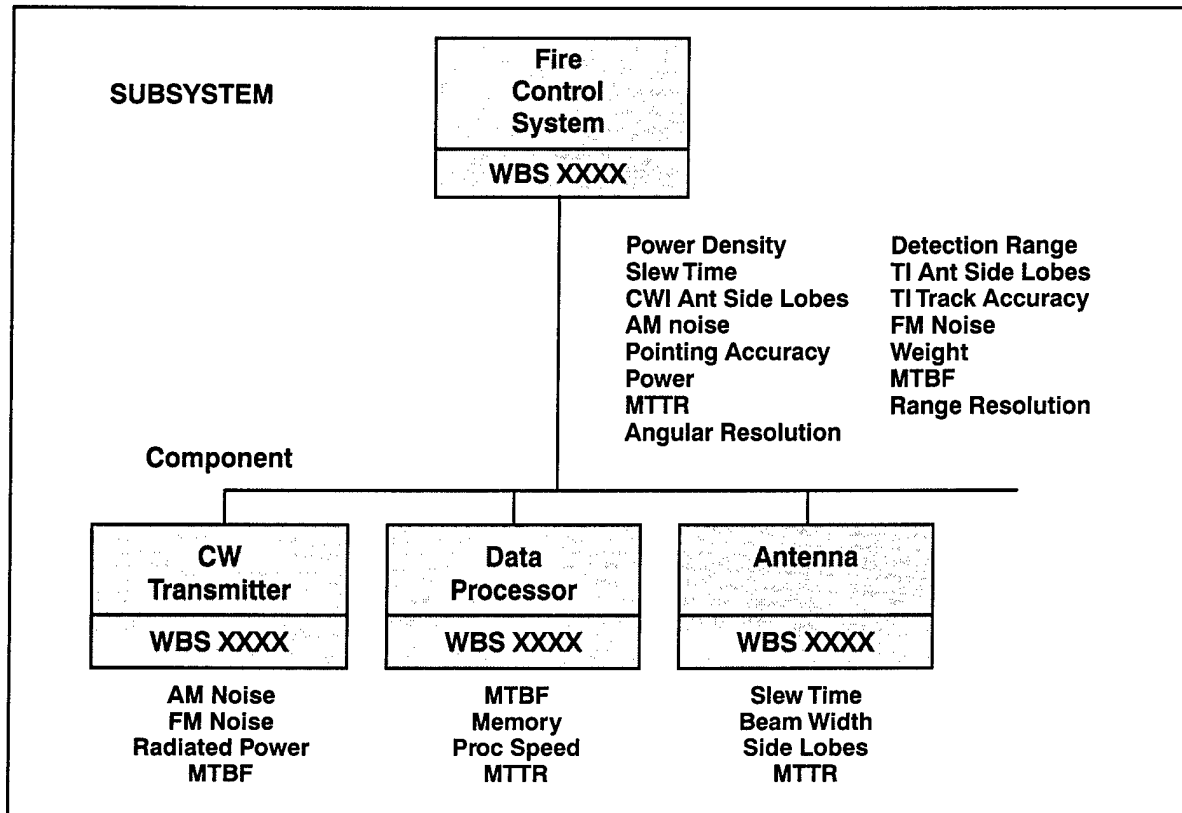 SUBSYSTEM
Fire
Control
System
WBS XXXX
Power Density
Slew Time
CWI Ant Side Lobes
AM noise
Pointing Accuracy
Power
MTTR
Angular Resolution
Detection Range
TI Ant Side Lobes
TI Track Accuracy
FM Noise
Weight
MTBF
Range Resolution
Component
CW
Transmitter
WBS XXXX
AM Noise
FM Noise
Radiated Power
MTBF
Data
Processor
WBS XXXX
MTBF
Memory
Proc Speed
MTTR
Antenna
WBS XXXX
Slew Time
Beam Width
Side Lobes
MTTR